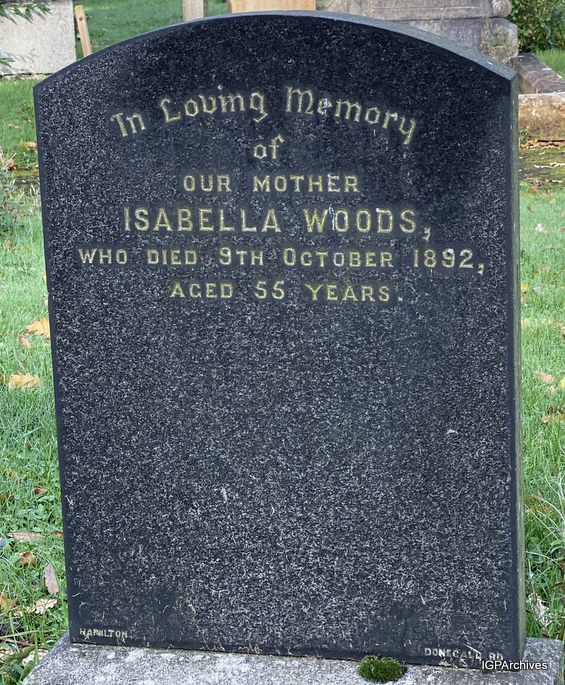 In Loving Memory
of
OUR MOTHER
ISABELLA WOODS,
WHO DIED 9TH OCTOBER 1892,
AGED 55 YEARS.
HAMILTON
DONEGALL RD
IGPArchives